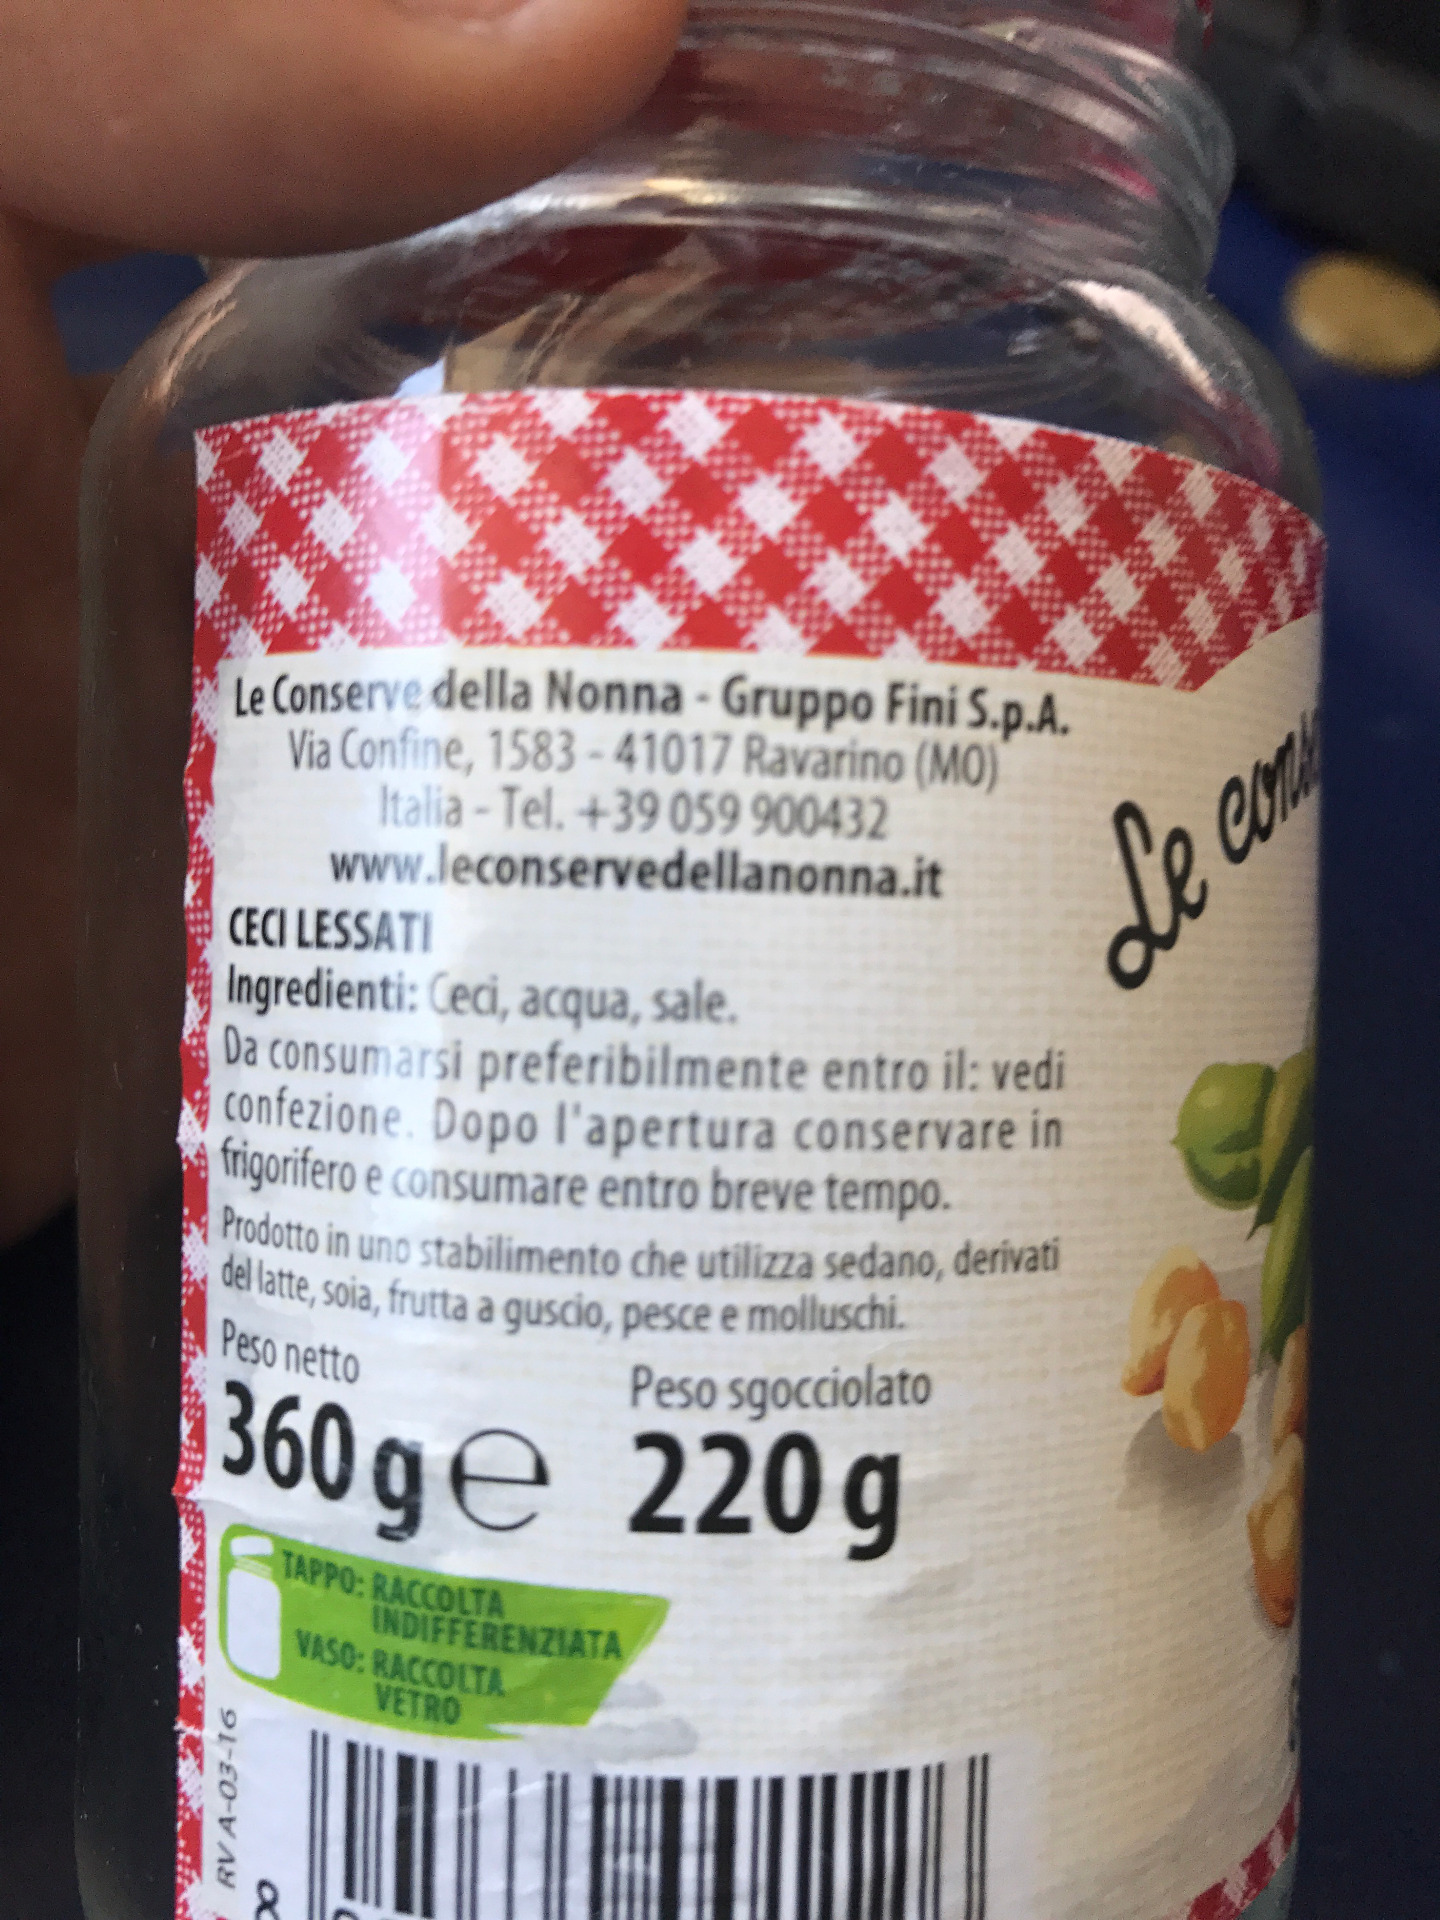 Le Conserve della Nonna - Gruppo Fini S.p.A.
Via Confine, 1583 - 41017 Ravarino (MO)
Italia - Tel. +39 059 900432
www.leconservedellanonna.it
CECI LESSATI
Ingredienti: Ceci, acqua, sale.
Da consumarsi preferibilmente entro il: vedi
confezione. Dopo l'apertura conservare in
frigorifero e consumare entro breve tempo.
Prodotto in uno stabilimento che utilizza sedano, derivati
del latte, soia, frutta a guscio, pesce e molluschi.
Peso netto
360 g e
Peso sgocciolato
220 g
TAPPO: RACCOLTA
INDIFFERENZIATA
VASO: RACCOLTA
VETRO
RV A-03-16
8
Le